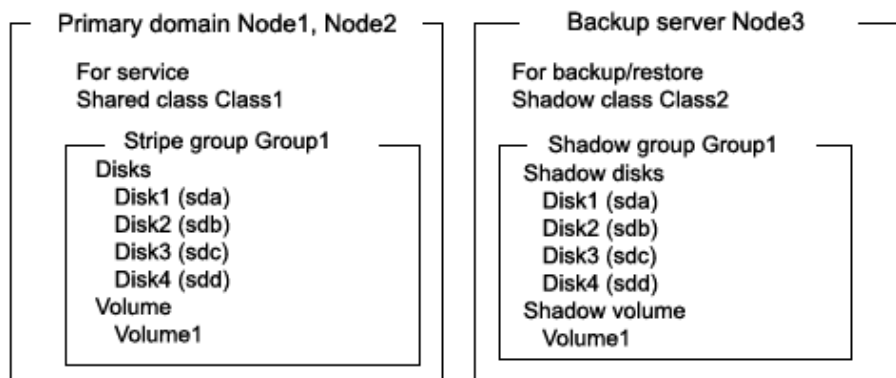 Primary domain Node1, Node2
For service
Shared class Class1
Stripe group Group1
Disks
Disk1 (sda)
Disk2 (sdb)
Disk3 (sdc)
Disk4 (sdd)
Volume
Volume1
Backup server Node3
For backup/restore
Shadow class Class2
Shadow group Group1
Shadow disks
Disk1 (sda)
Disk2 (sdb)
Disk3 (sdc)
Disk4 (sdd)
Shadow volume
Volume1